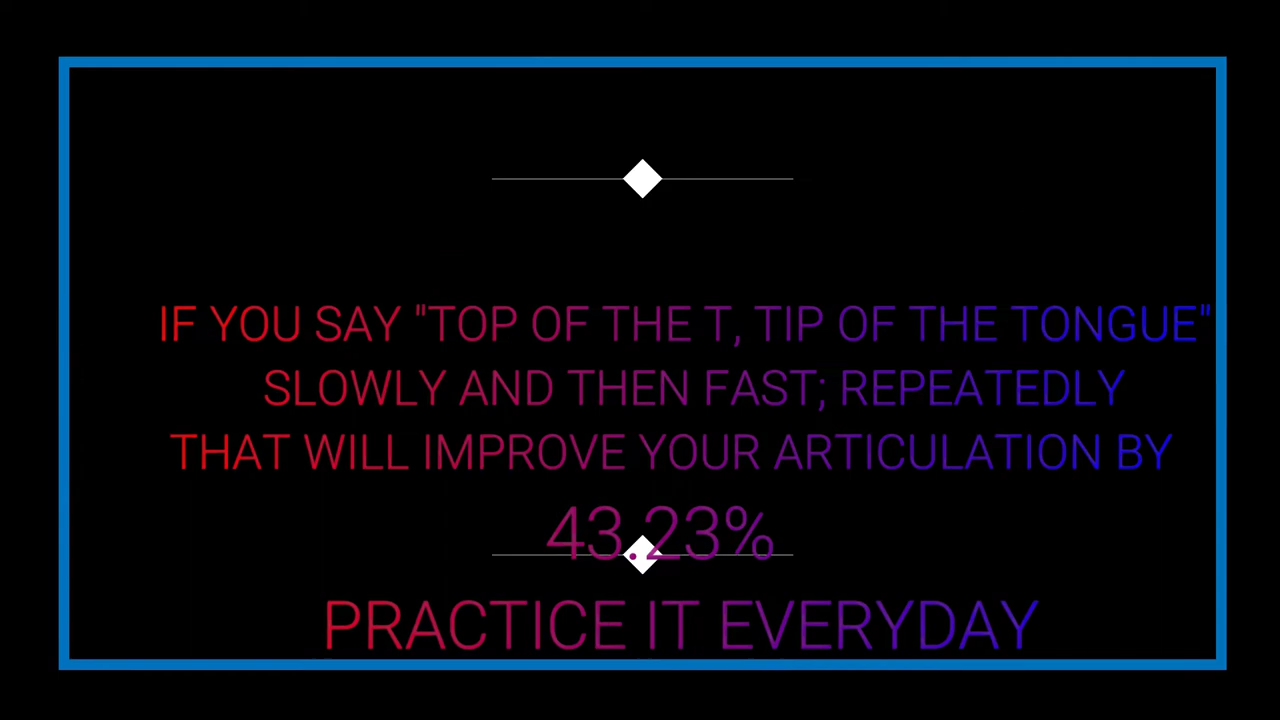 IF YOU SAY "TOP OF THE T, TIP OF THE TONGUE"
SLOWLY AND THEN FAST; REPEATEDLY
THAT WILL IMPROVE YOUR ARTICULATION BY
43.23%
PRACTICE IT EVERYDAY